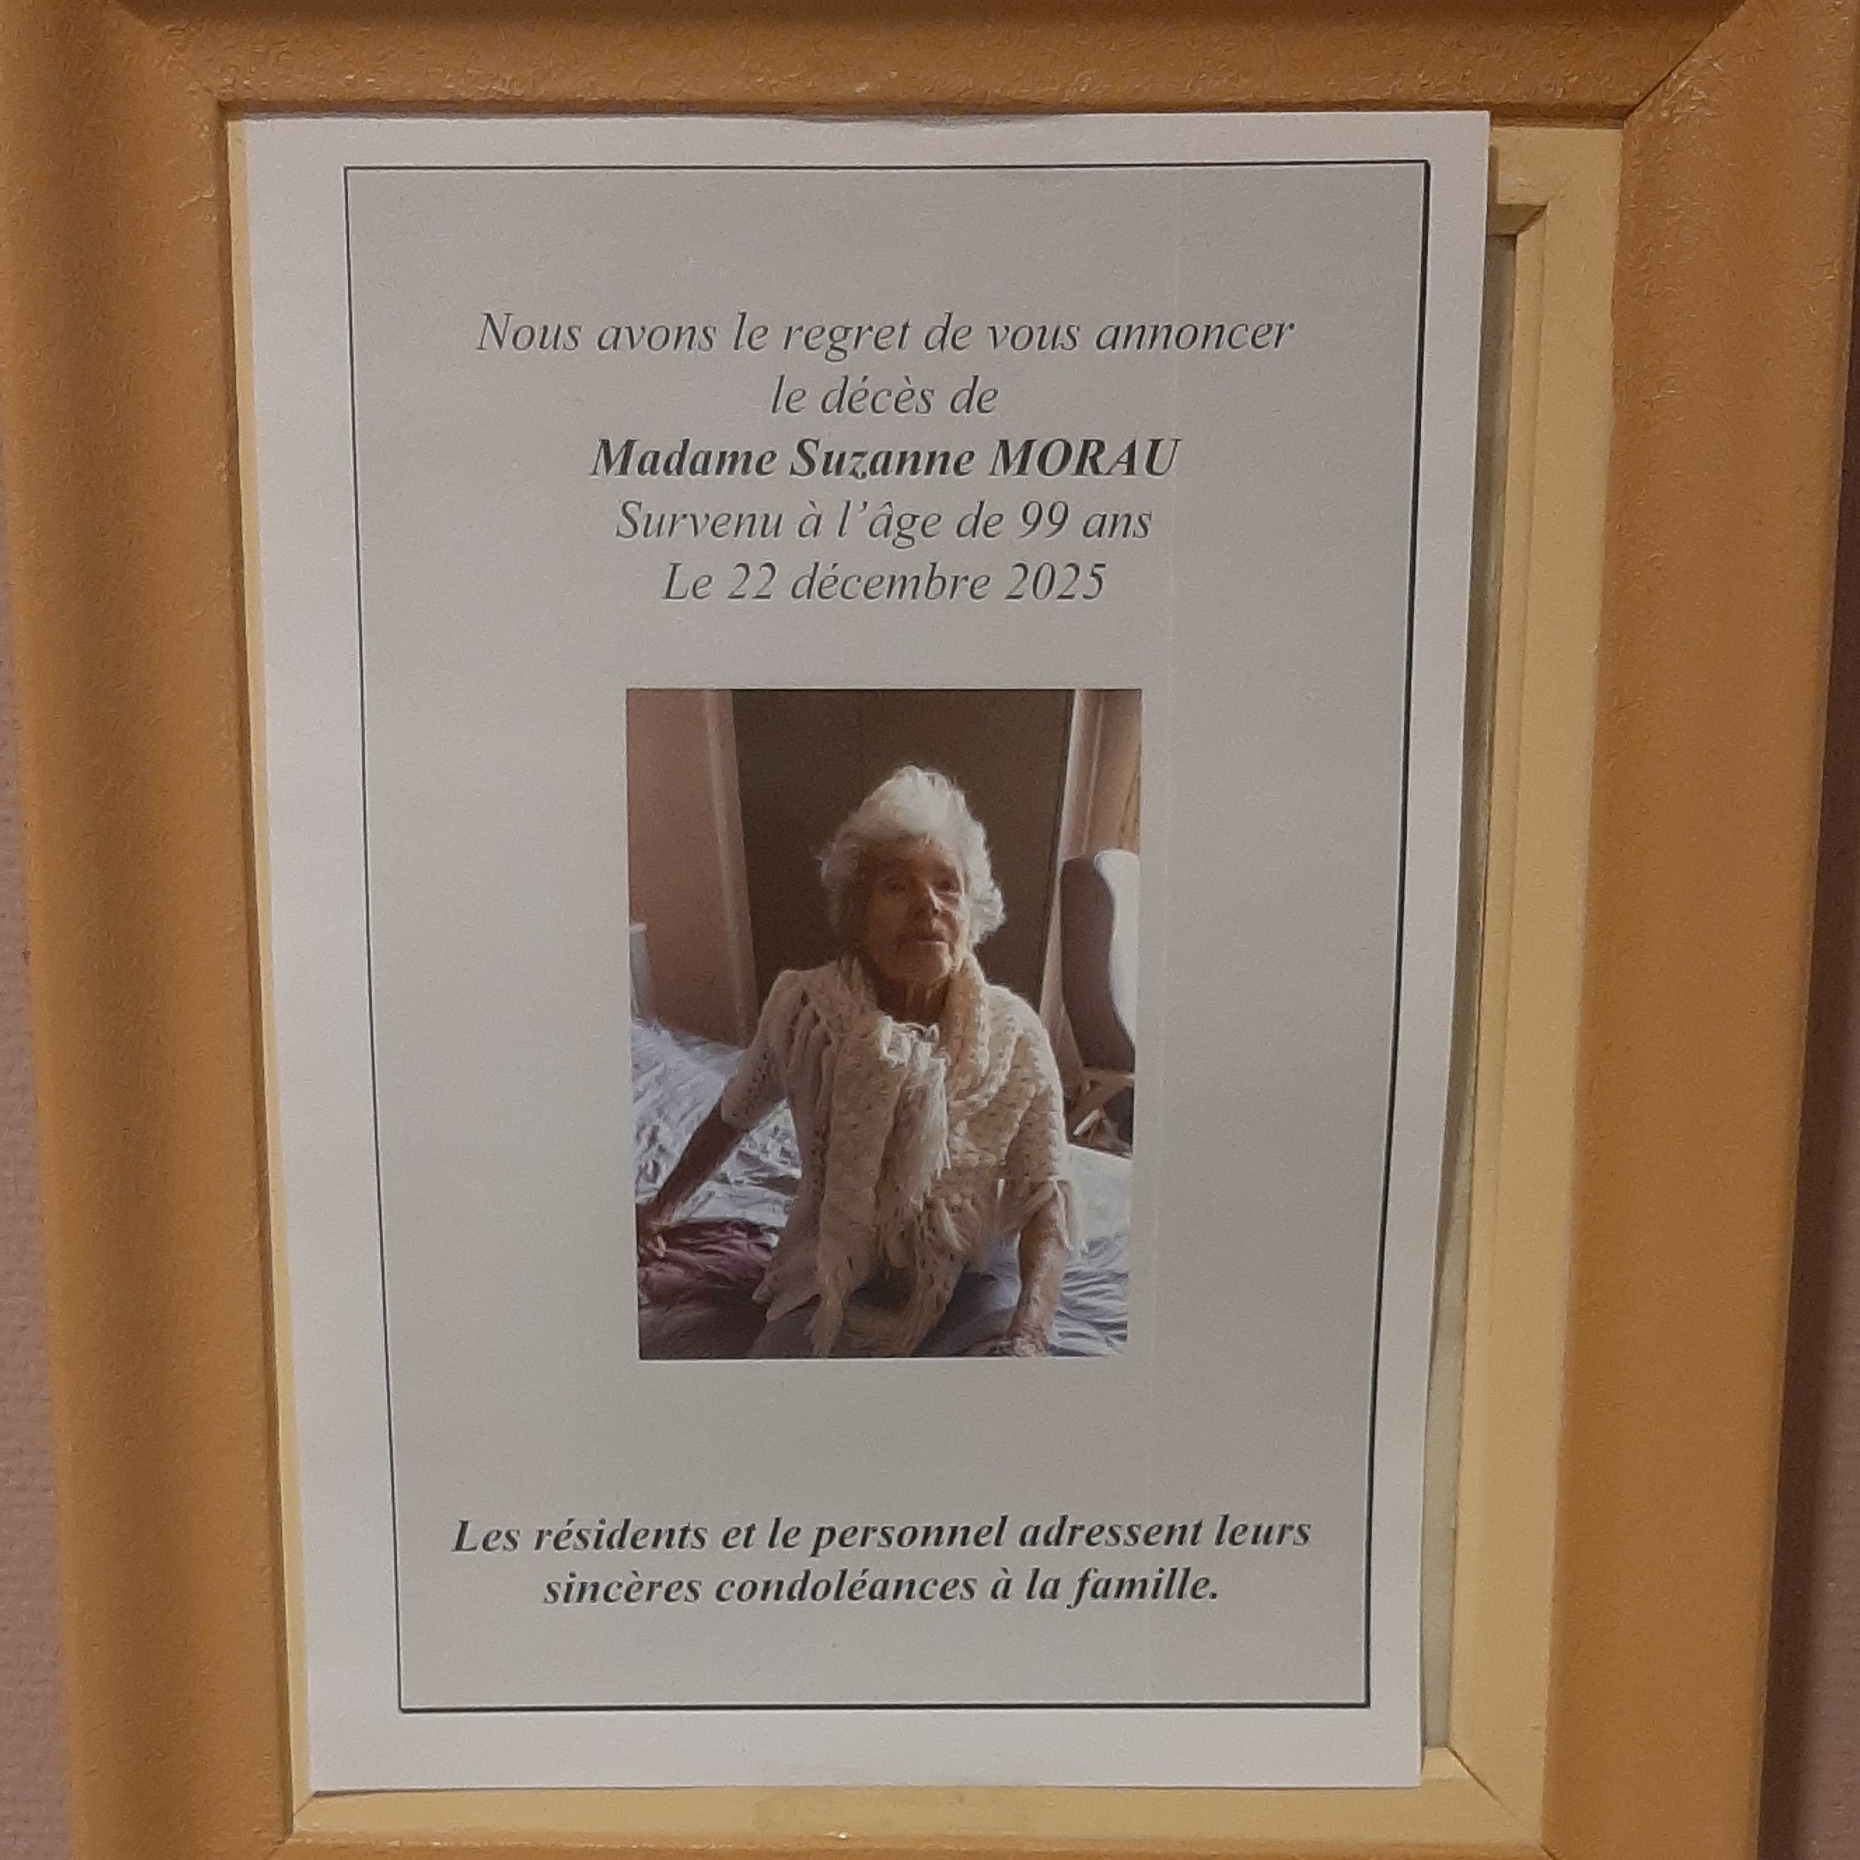 Nous avons le regret de vous annoncer
le décès de
Madame Suzanne MORAU
Survenu à l’âge de 99 ans
Le 22 décembre 2025
Les résidents et le personnel adressent leurs
sincères condoléances à la famille.